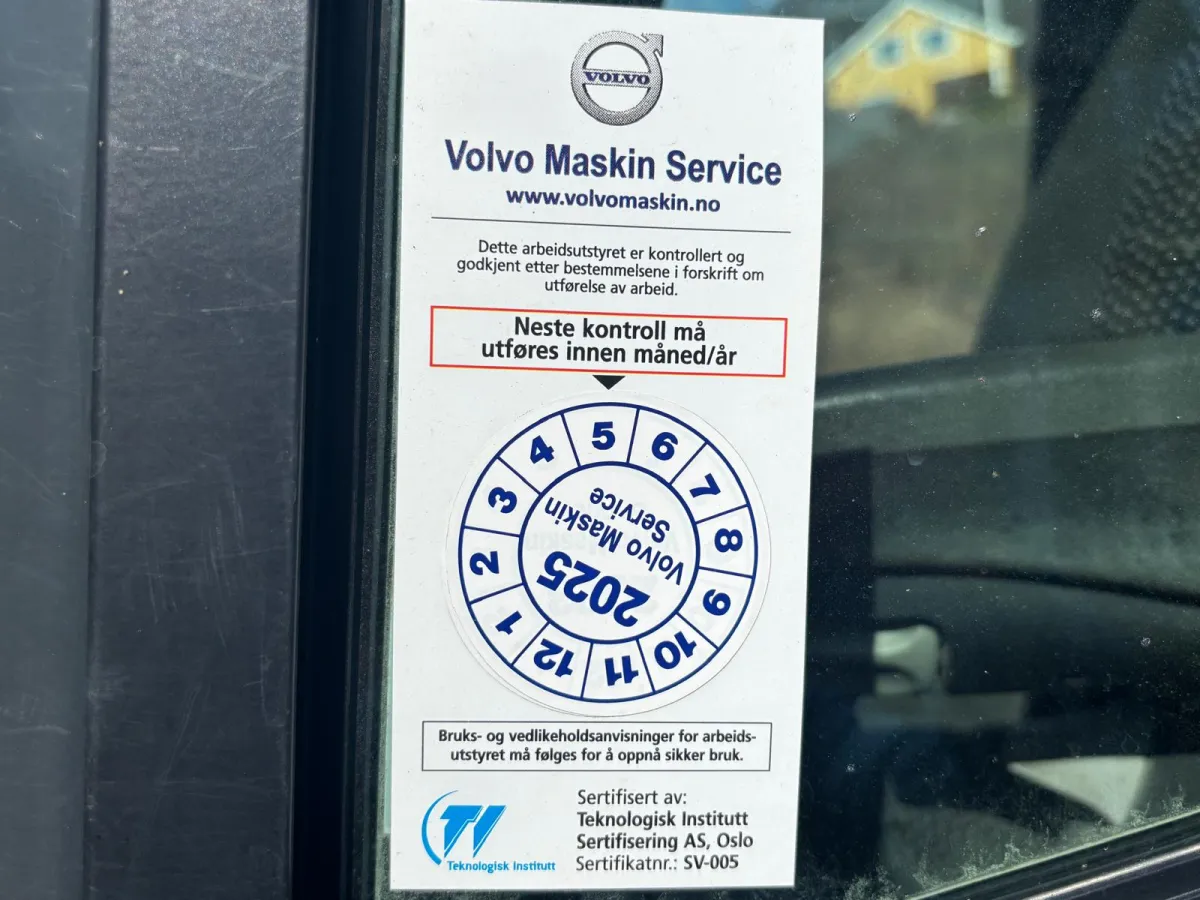 VOLVO
Volvo Maskin Service
www.volvomaskin.no
Dette arbeidsutstyret er kontrollert og
godkjent etter bestemmelsene i forskrift om
utførelse av arbeid.
Neste kontroll må
utføres innen måned/år
1 2 3 4 5 6 7 8 9 10 11 12
2025
Volvo Maskin
Service
Bruks- og vedlikeholdsanvisninger for arbeids-
utstyret må følges for å oppnå sikker bruk.
TI
Teknologisk Institutt
Sertifisert av:
Teknologisk Institutt
Sertifisering AS, Oslo
Sertifikatnr.: SV-005